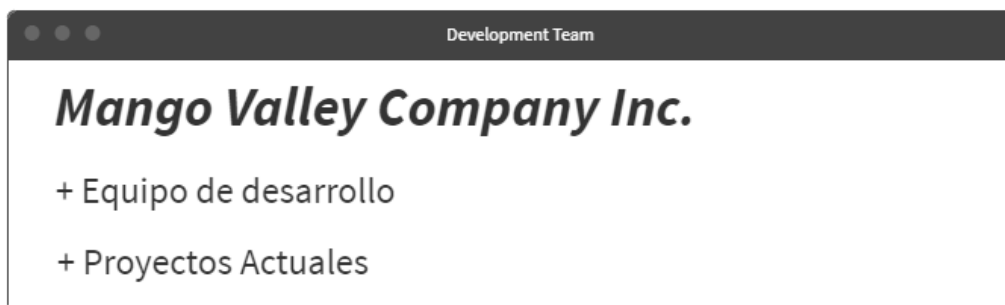 Development Team
Mango Valley Company Inc.
+ Equipo de desarrollo
+ Proyectos Actuales